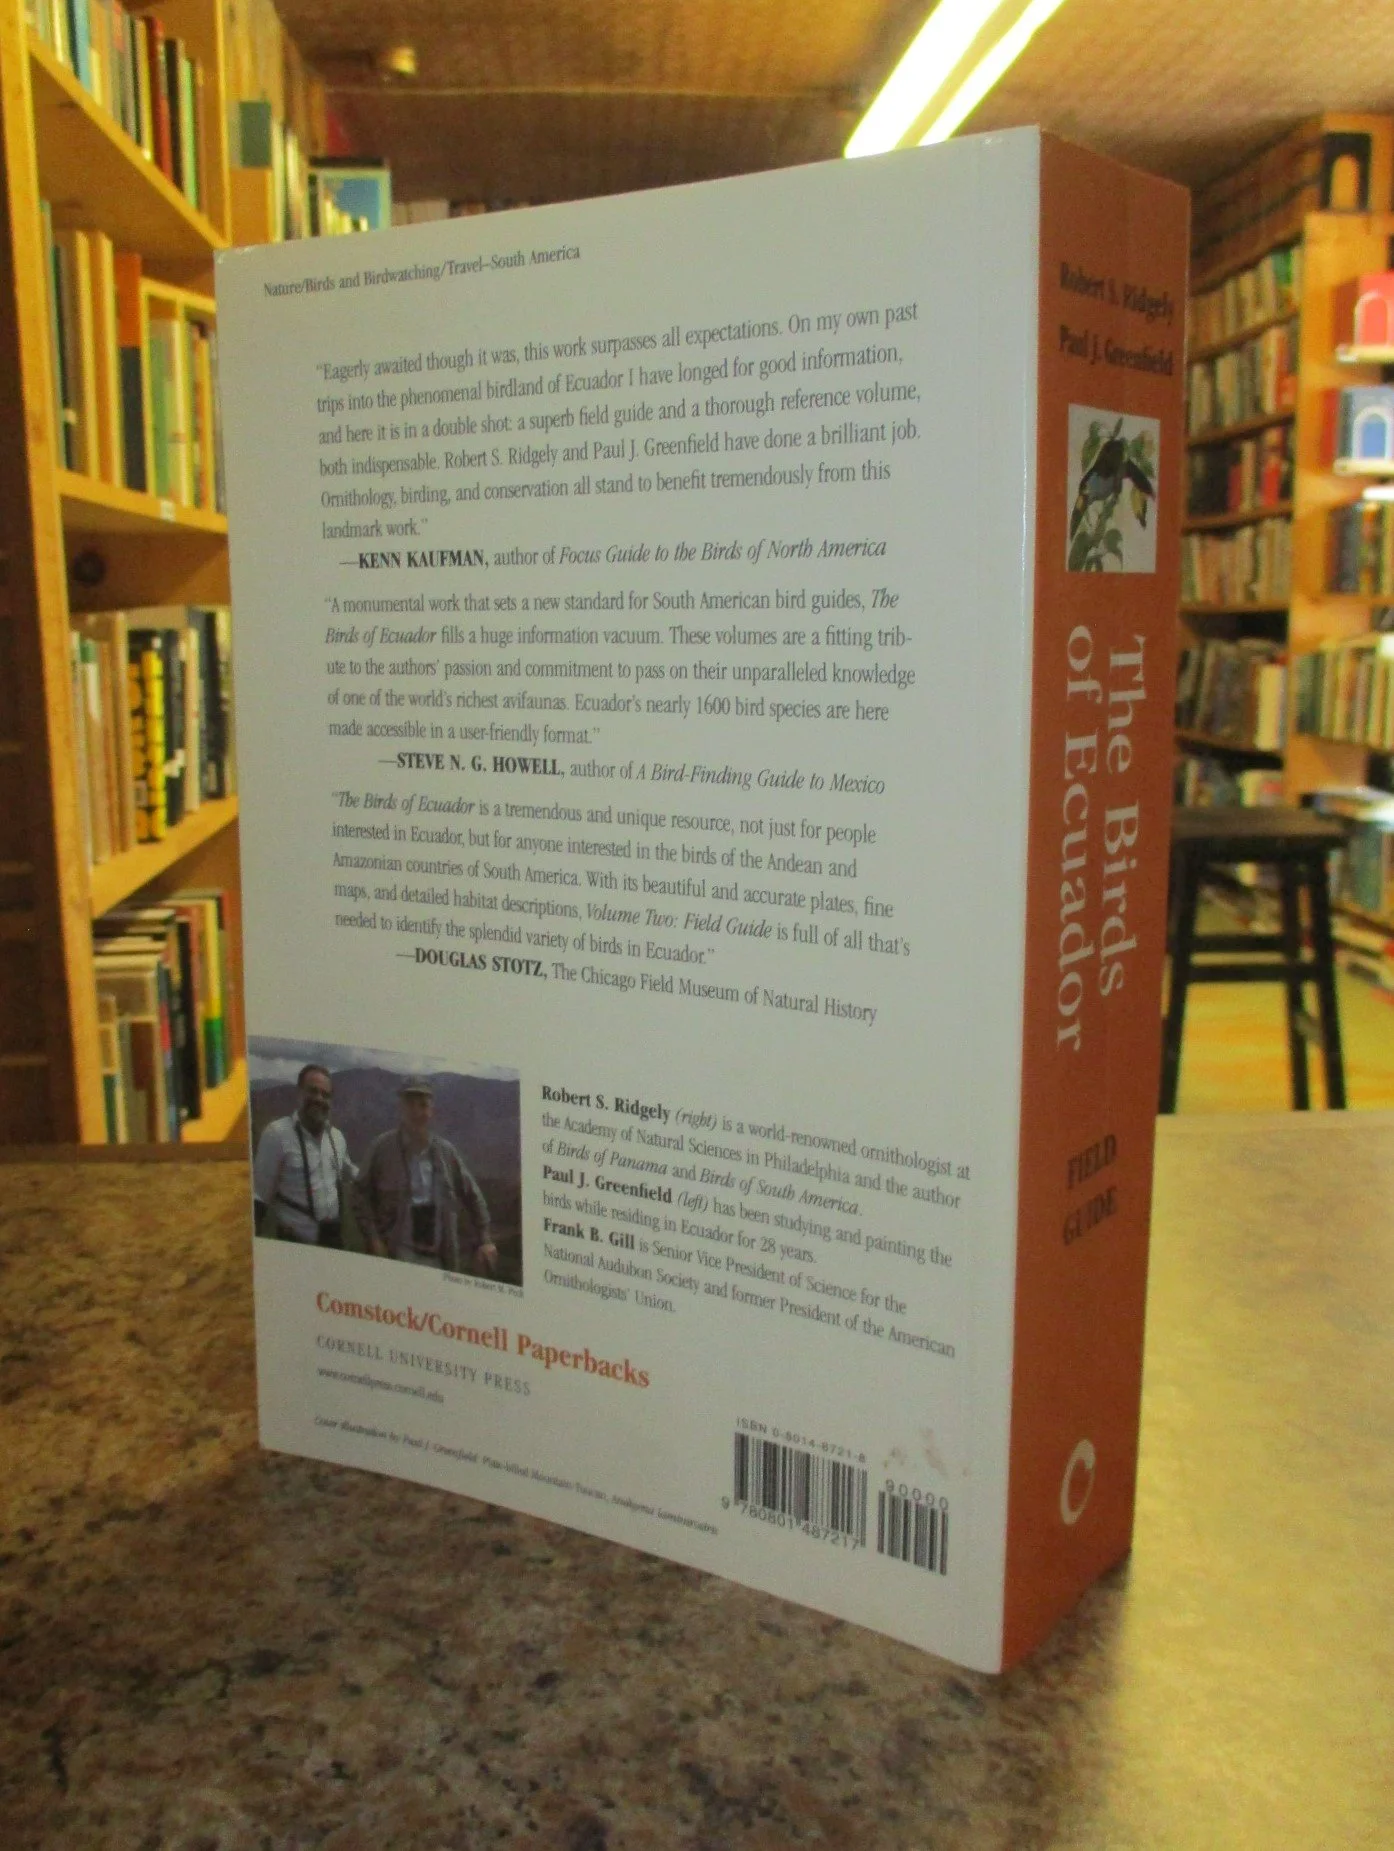 Nature/Birds and Birdwatching/Travel–South America
“Eagerly awaited though it was, this work surpasses all expectations. On my own past
trips into the phenomenal birdland of Ecuador I have longed for good information,
and here it is in a double shot: a superb field guide and a thorough reference volume,
both indispensable. Robert S. Ridgely and Paul J. Greenfield have done a brilliant job.
Ornithology, birding, and conservation all stand to benefit tremendously from this
landmark work.”
—KENN KAUFMAN, author of Focus Guide to the Birds of North America
“A monumental work that sets a new standard for South American bird guides, The
Birds of Ecuador fills a huge information vacuum. These volumes are a fitting trib-
ute to the authors’ passion and commitment to pass on their unparalleled knowledge
of one of the world’s richest avifaunas. Ecuador’s nearly 1600 bird species are here
made accessible in a user-friendly format.”
—STEVE N. G. HOWELL, author of A Bird-Finding Guide to Mexico
“The Birds of Ecuador is a tremendous and unique resource, not just for people
interested in Ecuador, but for anyone interested in the birds of the Andean and
Amazonian countries of South America. With its beautiful and accurate plates, fine
maps, and detailed habitat descriptions, Volume Two: Field Guide is full of all that’s
needed to identify the splendid variety of birds in Ecuador.”
—DOUGLAS STOTZ, The Chicago Field Museum of Natural History
Robert S. Ridgely (right) is a world-renowned ornithologist at
the Academy of Natural Sciences in Philadelphia and the author
of Birds of Panama and Birds of South America.
Paul J. Greenfield (left) has been studying and painting the
birds while residing in Ecuador for 28 years.
Frank B. Gill is Senior Vice President of Science for the
National Audubon Society and former President of the American
Ornithologists’ Union.
Photo by Robert
Comstock/Cornell Paperbacks
CORNELL UNIVERSITY PRESS
www.cornellpress.cornell.edu
Cover illustration by Paul J. Greenfield: Plate-billed Mountain-Toucan,
ISBN 0-8014-8721-8
90000
9 780801 487217
Robert S. Ridgely
Paul J. Greenfield
The Birds
of Ecuador
FIELD
GUIDE